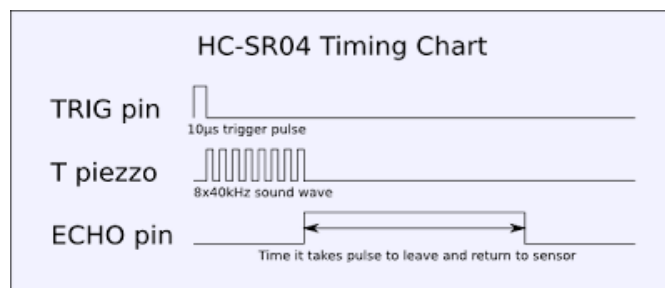 HC-SR04 Timing Chart
TRIG pin
10µs trigger pulse
T piezzo
8x40kHz sound wave
ECHO pin
Time it takes pulse to leave and return to sensor